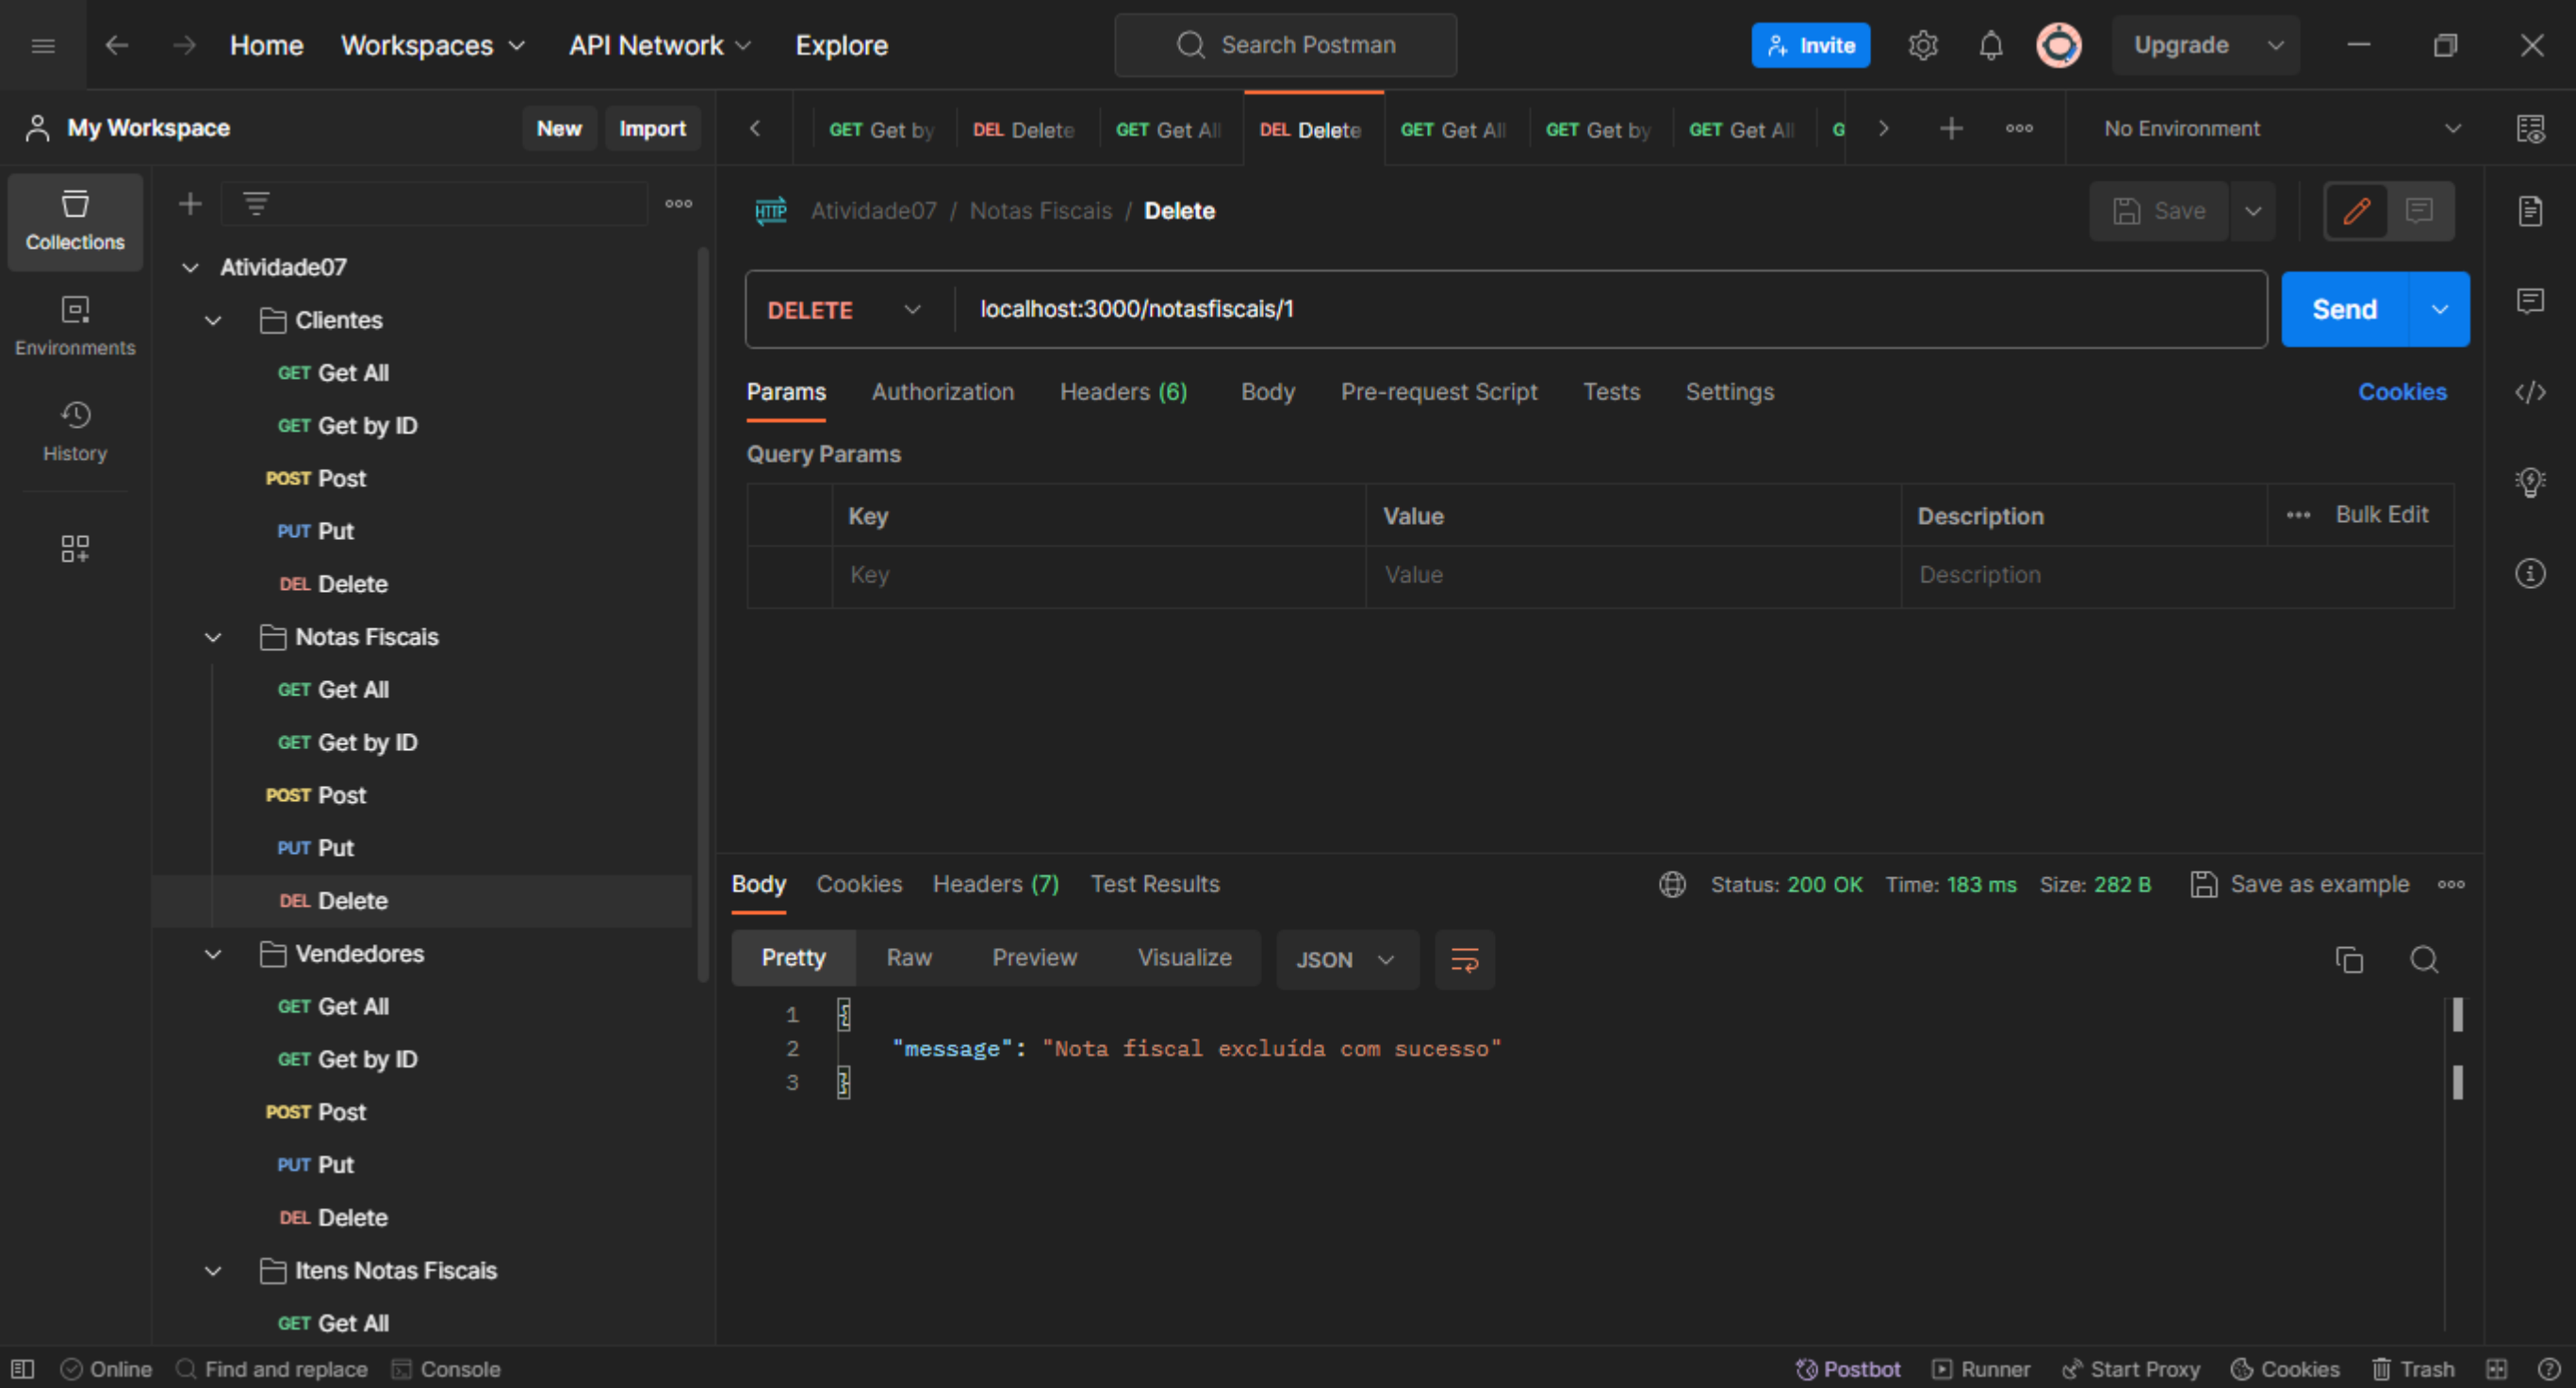 Home Workspaces API Network Explore Search Postman Invite Upgrade
My Workspace New Import GET Get by DEL Delete GET Get All DEL Delete GET Get All GET Get by GET Get All G No Environment
Collections
Environments
History
Atividade07
Clientes
GET Get All
GET Get by ID
POST Post
PUT Put
DEL Delete
Notas Fiscais
GET Get All
GET Get by ID
POST Post
PUT Put
DEL Delete
Vendedores
GET Get All
GET Get by ID
POST Post
PUT Put
DEL Delete
Itens Notas Fiscais
GET Get All
HTTP Atividade07 / Notas Fiscais / Delete Save
DELETE localhost:3000/notasfiscais/1 Send
Params Authorization Headers (6) Body Pre-request Script Tests Settings Cookies
Query Params
Key Value Description Bulk Edit
Key Value Description
Body Cookies Headers (7) Test Results Status: 200 OK Time: 183 ms Size: 282 B Save as example
Pretty Raw Preview Visualize JSON
1 {
2 "message": "Nota fiscal excluída com sucesso"
3 }
Online Find and replace Console Postbot Runner Start Proxy Cookies Trash